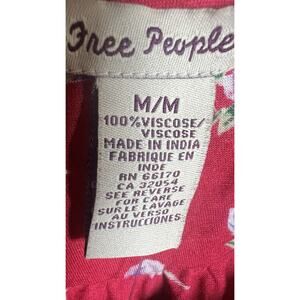 Free People
M/M
100%VISCOSE/
VISCOSE
MADE IN INDIA
FABRIQUE EN
INDE
RN 66170
CA 32054
SEE REVERSE
FOR CARE
SUR LE LAVAGE
AU VERSO
INSTRUCCIONES